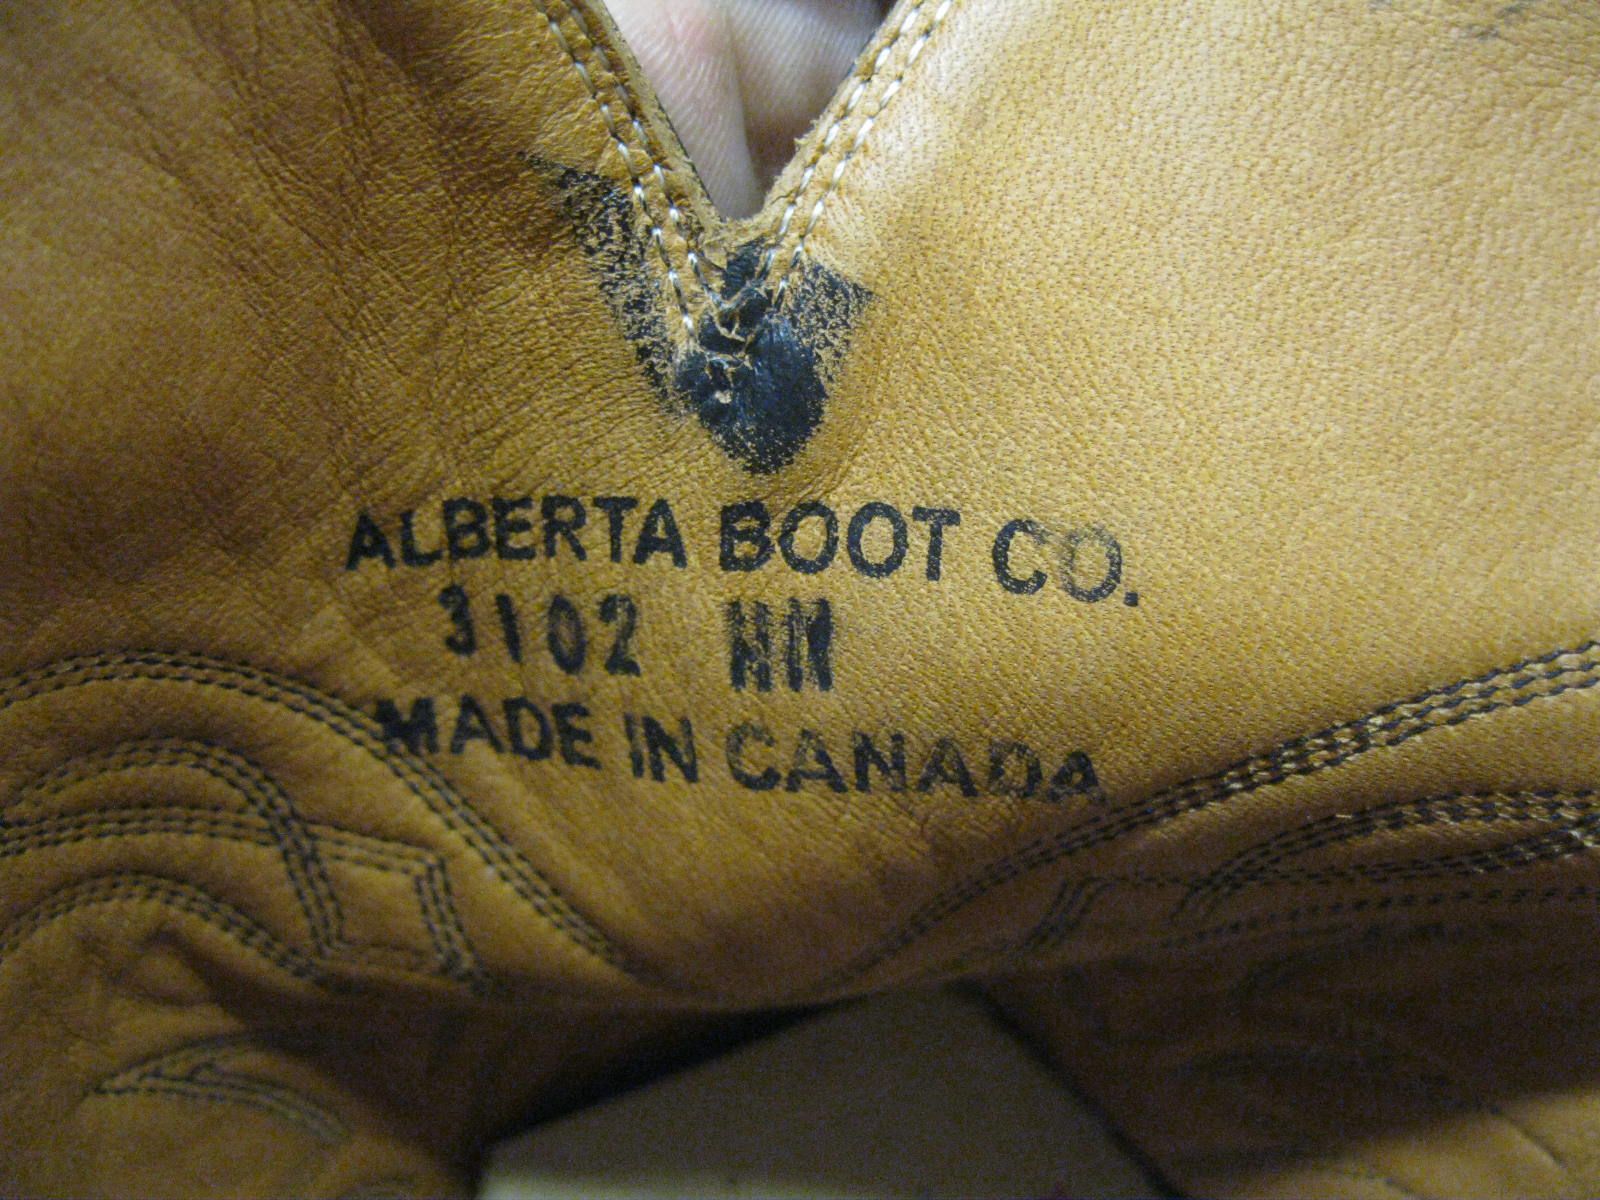 ALBERTA BOOT CO.
3102
MADE IN CANADA